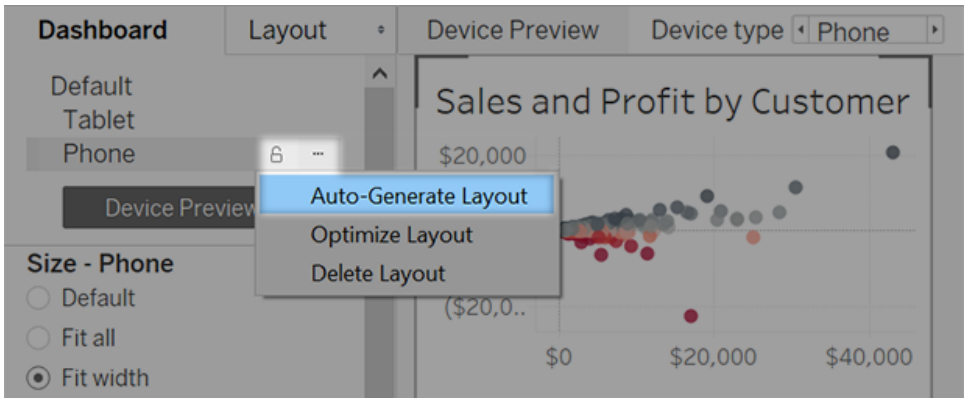 Dashboard
Layout
Device Preview
Device type
Phone
Default
Tablet
Phone
Device Preview
Auto-Generate Layout
Optimize Layout
Delete Layout
Size - Phone
Default
Fit all
Fit width
Sales and Profit by Customer
$20,000
($20,0..
$0
$20,000
$40,000